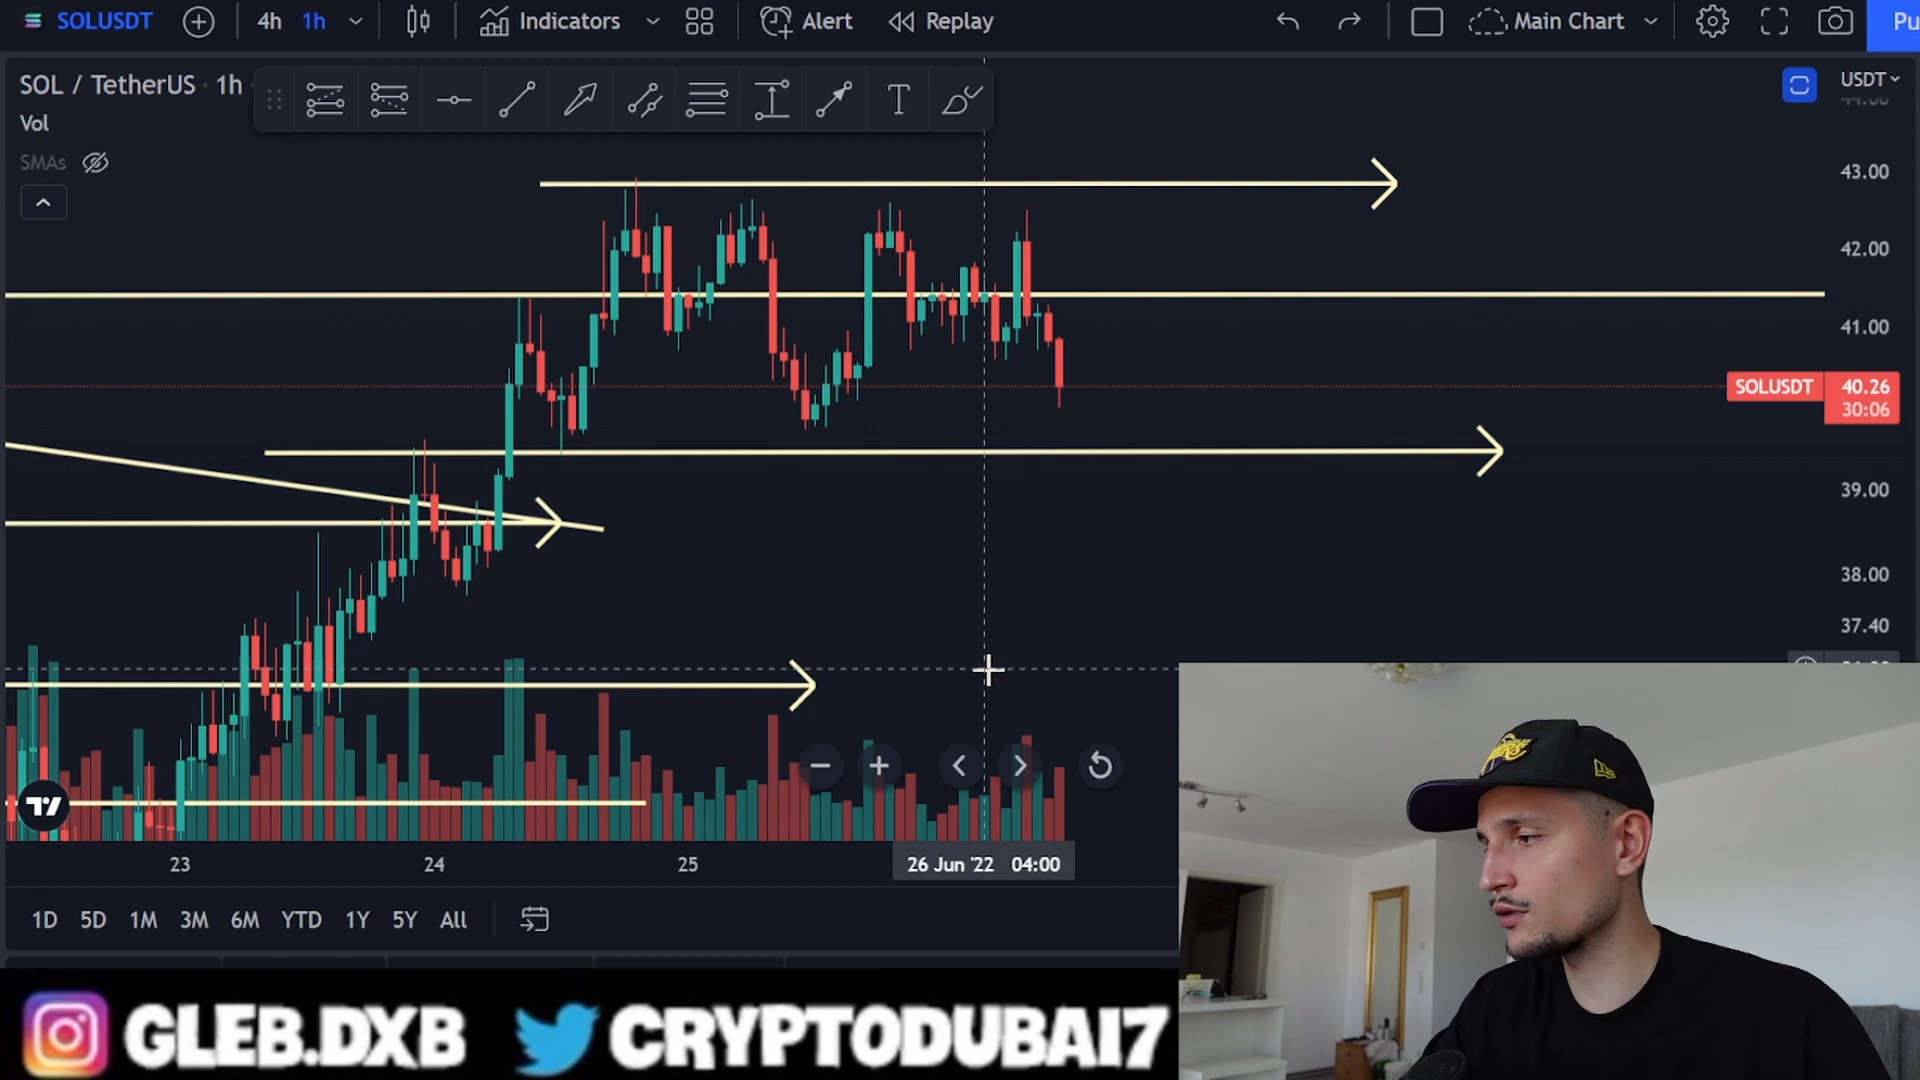 SOLUSDT 4h 1h Indicators Alert Replay Main Chart Pu
SOL / TetherUS · 1h USDT
Vol
SMAs
T
43.00
42.00
41.00
SOLUSDT 40.26
30:06
39.00
38.00
37.40
23 24 25 26 Jun '22 04:00
1D 5D 1M 3M 6M YTD 1Y 5Y All
GLEB.DXB CRYPTODUBAI7